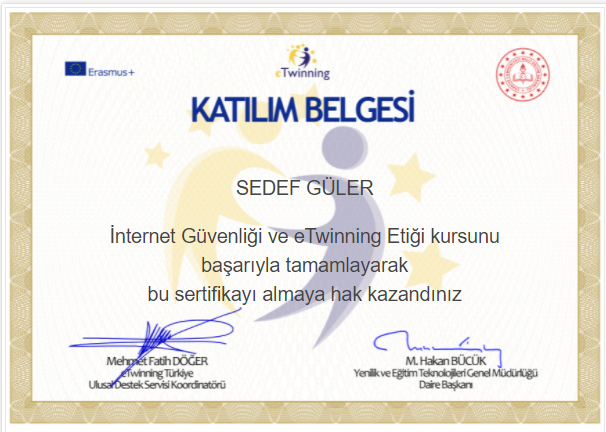 Erasmus+
eTwinning
KATILIM BELGESİ
SEDEF GÜLER
İnternet Güvenliği ve eTwinning Etiği kursunu
başarıyla tamamlayarak
bu sertifikayı almaya hak kazandınız
Mehmet Fatih DÖĞER
eTwinning Türkiye
Ulusal Destek Servisi Koordinatörü
M. Hakan BÜCÜK
Yenilik ve Eğitim Teknolojileri Genel Müdürlüğü
Daire Başkanı